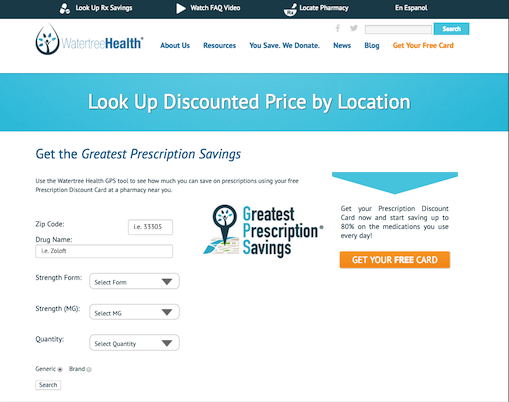 Look Up Rx Savings
Watch FAQ Video
Locate Pharmacy
En Espanol
Search
WatertreeHealth®
About Us
Resources
You Save. We Donate.
News
Blog
Get Your Free Card
Look Up Discounted Price by Location
Get the Greatest Prescription Savings
Use the Watertree Health GPS tool to see how much you can save on prescriptions using your free
Prescription Discount Card at a pharmacy near you.
Zip Code:
i.e. 33305
Drug Name:
i.e. Zoloft
Strength Form:
Select Form
Strength (MG):
Select MG
Quantity:
Select Quantity
Generic
Brand
Search
Greatest
Prescription®
Savings
Get your Prescription Discount
Card now and start saving up to
80% on the medications you use
every day!
GET YOUR FREE CARD